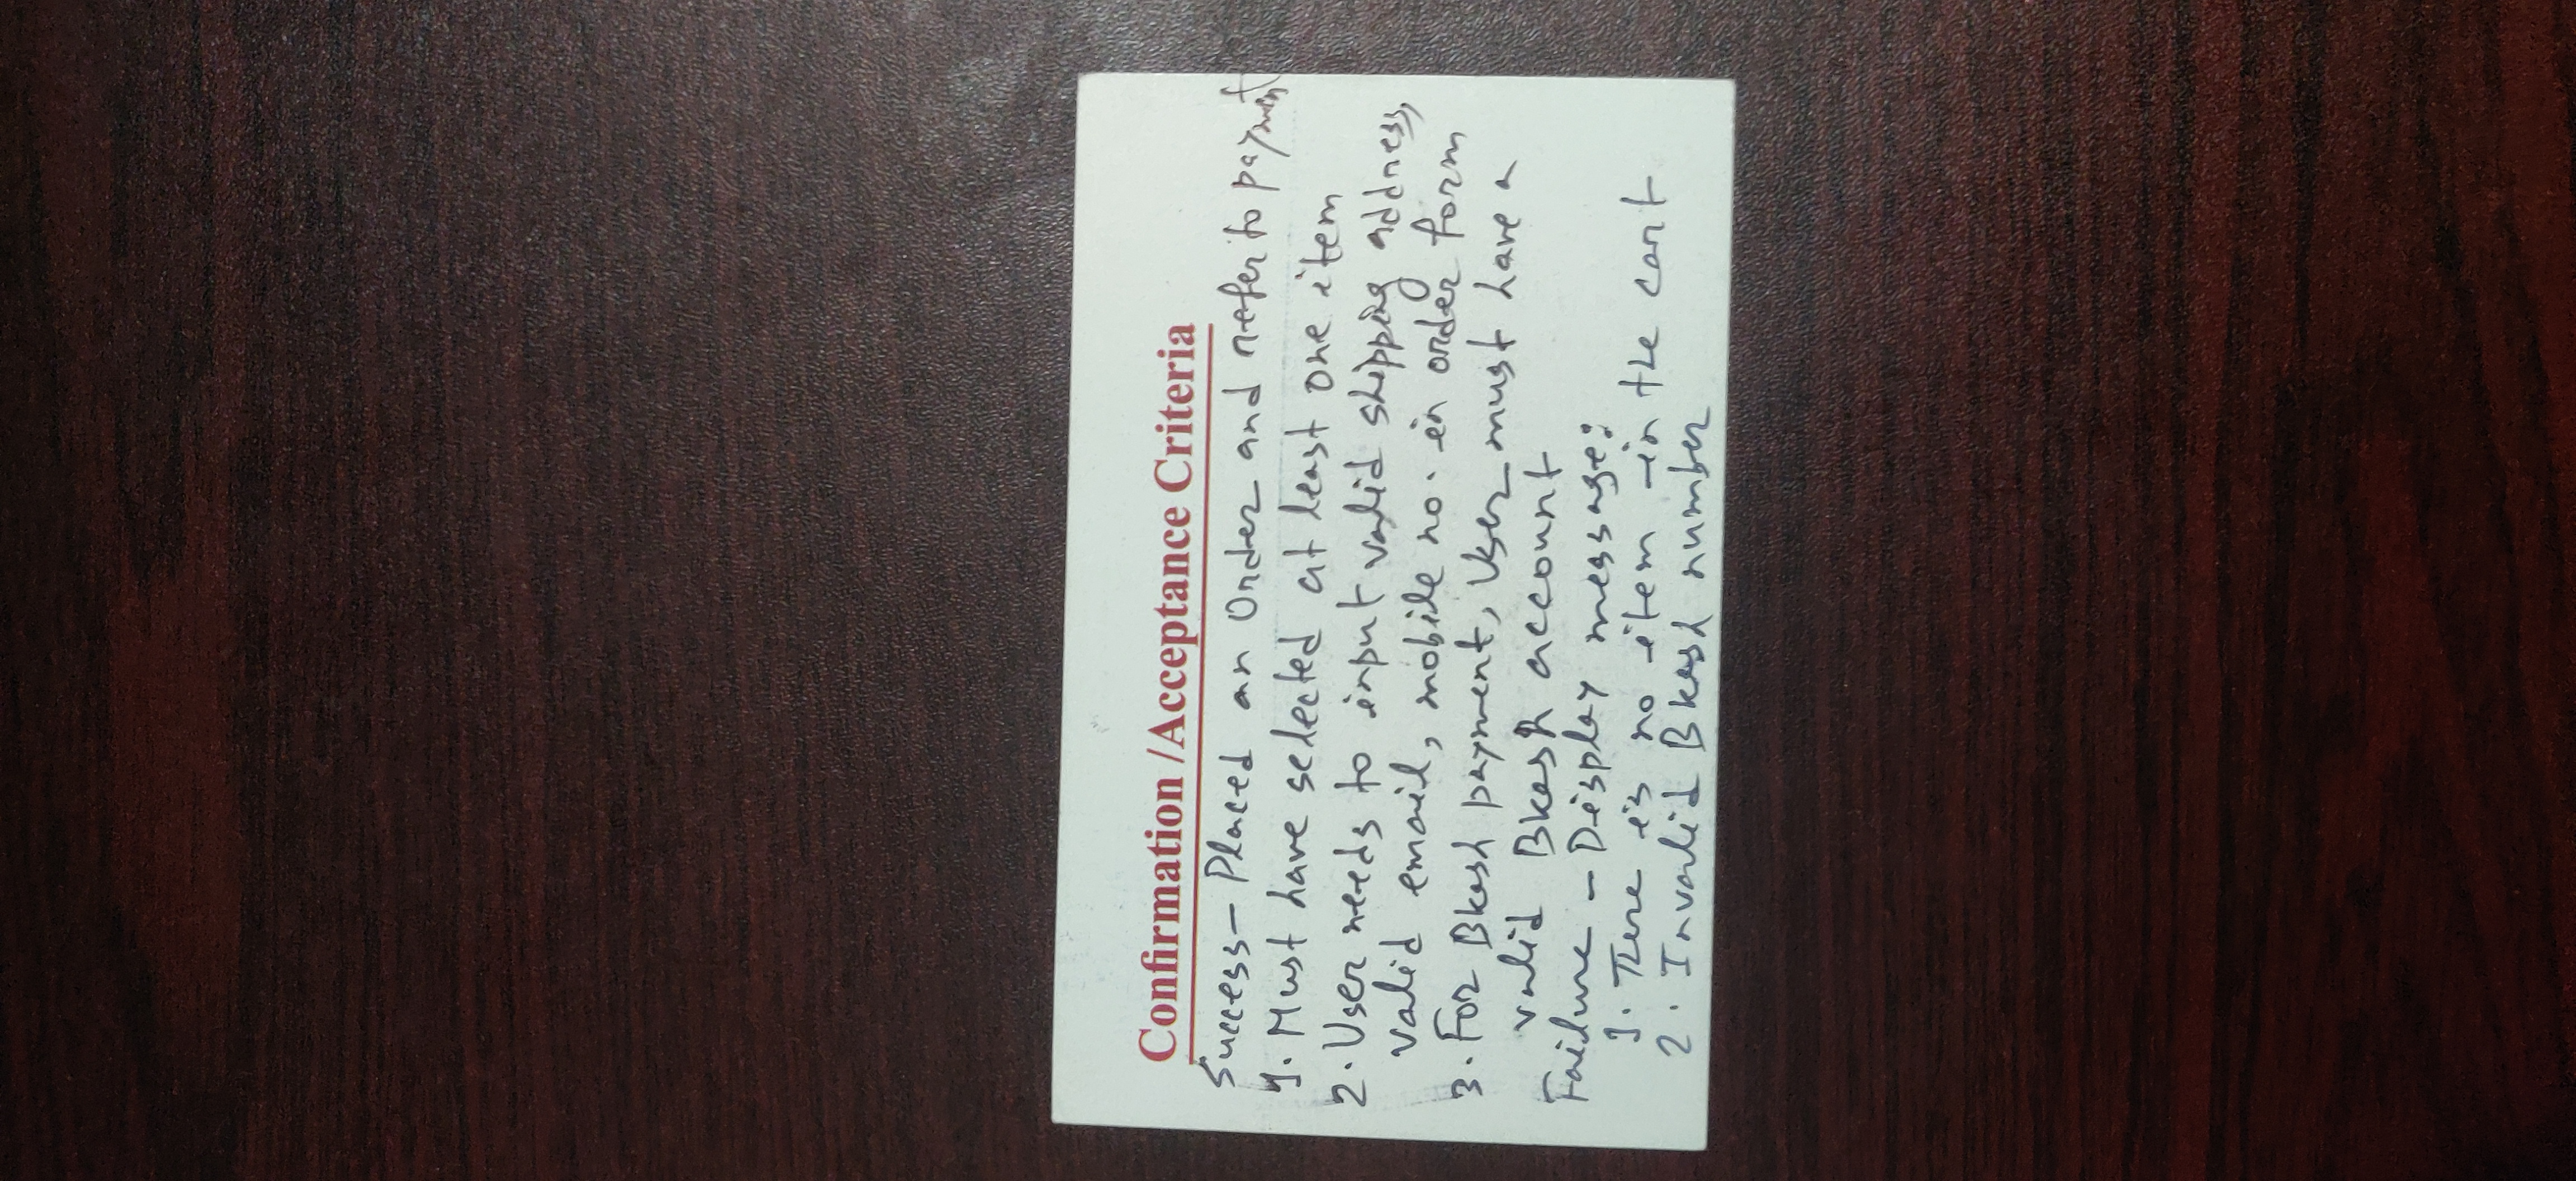 Confirmation /Acceptance Criteria
Success - Placed an Order and refer to payment
1. Must have selected at least one item
2. User needs to input valid shipping address,
valid email, mobile no. in order form
3. For Bkash payment, User must have a
valid Bkash account
Failure - Display message:
1. There is no item in the cart
2. Invalid Bkash number